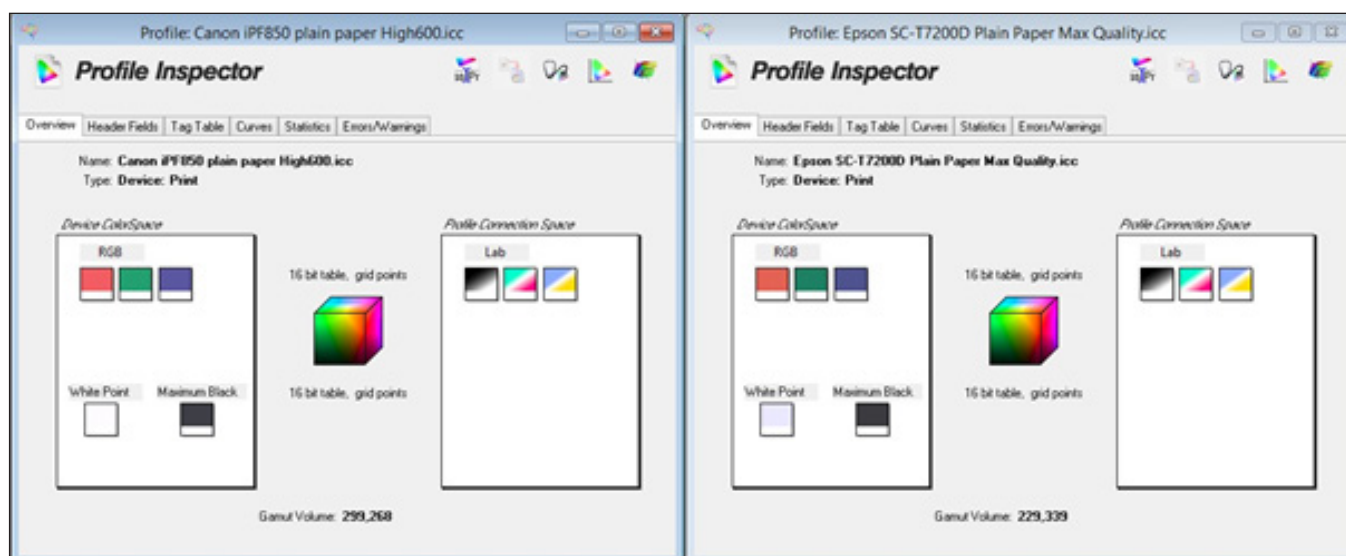 Profile: Canon iPF850 plain paper High600.icc
Profile Inspector
Overview Header Fields Tag Table Curves Statistics Errors/Warnings
Name: Canon iPF850 plain paper High600.icc
Type: Device: Print
Device ColorSpace
Profile Connection Space
RGB
Lab
16 bit table, grid points
16 bit table, grid points
White Point
Maximum Black
Gamut Volume: 299,268
Profile: Epson SC-T7200D Plain Paper Max Quality.icc
Profile Inspector
Overview Header Fields Tag Table Curves Statistics Errors/Warnings
Name: Epson SC-T7200D Plain Paper Max Quality.icc
Type: Device: Print
Device ColorSpace
Profile Connection Space
RGB
Lab
16 bit table, grid points
16 bit table, grid points
White Point
Maximum Black
Gamut Volume: 229,339